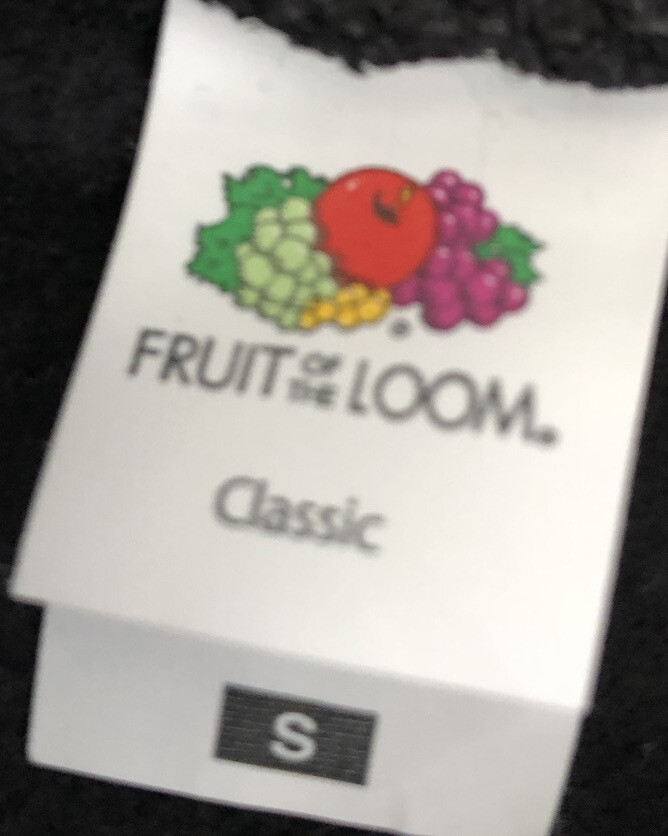 FRUIT OF THE LOOM®
Classic
S